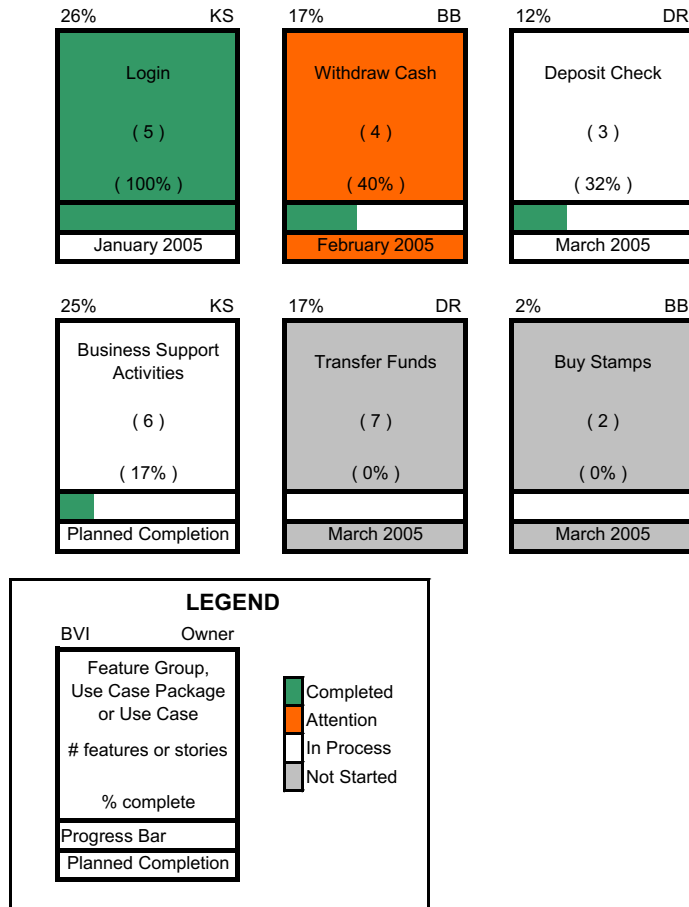 26% KS
Login
( 5 )
( 100% )
January 2005
17% BB
Withdraw Cash
( 4 )
( 40% )
February 2005
12% DR
Deposit Check
( 3 )
( 32% )
March 2005
25% KS
Business Support
Activities
( 6 )
( 17% )
Planned Completion
17% DR
Transfer Funds
( 7 )
( 0% )
March 2005
2% BB
Buy Stamps
( 2 )
( 0% )
March 2005
LEGEND
BVI Owner
Feature Group,
Use Case Package
or Use Case
# features or stories
% complete
Progress Bar
Planned Completion
Completed
Attention
In Process
Not Started